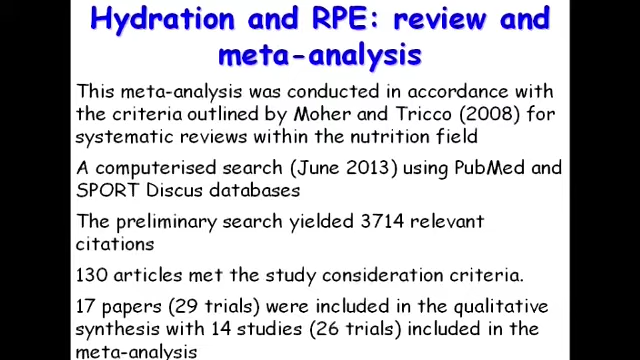 Hydration and RPE: review and
meta-analysis
This meta-analysis was conducted in accordance with
the criteria outlined by Moher and Tricco (2008) for
systematic reviews within the nutrition field
A computerised search (June 2013) using PubMed and
SPORT Discus databases
The preliminary search yielded 3714 relevant
citations
130 articles met the study consideration criteria.
17 papers (29 trials) were included in the qualitative
synthesis with 14 studies (26 trials) included in the
meta-analysis